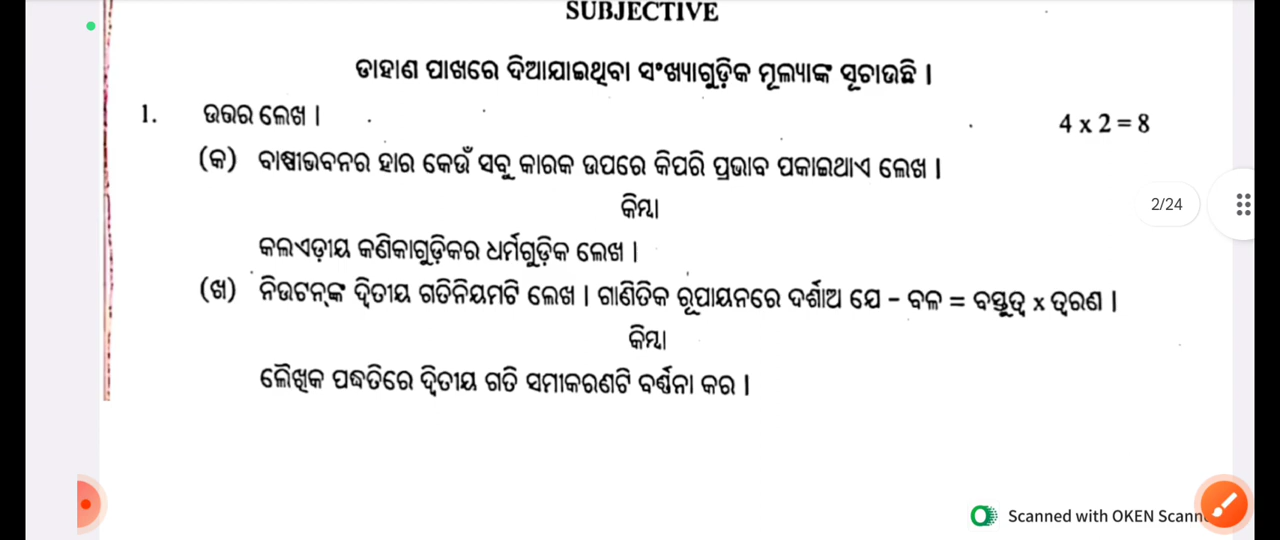 SUBJECTIVE
ଡାହାଣ ପାଖରେ ଦିଆଯାଇଥିବା ସଂଖ୍ୟାଗୁଡ଼ିକ ମୂଲ୍ୟାଙ୍କ ସୂଚାଉଛି ।
1. ଉତ୍ତର ଲେଖ । 4 x 2 = 8
(କ) ବାଷ୍ପୀଭବନର ହାର କେଉଁ ସବୁ କାରକ ଉପରେ କିପରି ପ୍ରଭାବ ପକାଇଥାଏ ଲେଖ ।
କିମ୍ବା
2/24
କଲଏଡ଼ୀୟ କଣିକାଗୁଡ଼ିକର ଧର୍ମଗୁଡ଼ିକ ଲେଖ ।
(ଖ) ନିଉଟନ୍‌ଙ୍କ ଦ୍ୱିତୀୟ ଗତିନିୟମଟି ଲେଖ । ଗାଣିତିକ ରୂପାୟନରେ ଦର୍ଶାଅ ଯେ - ବଳ = ବସ୍ତୁତ୍ୱ x ତ୍ୱରଣ ।
କିମ୍ବା
ଲୈଖିକ ପଦ୍ଧତିରେ ଦ୍ୱିତୀୟ ଗତି ସମୀକରଣଟି ବର୍ଣ୍ଣନା କର ।
Scanned with OKEN Scann